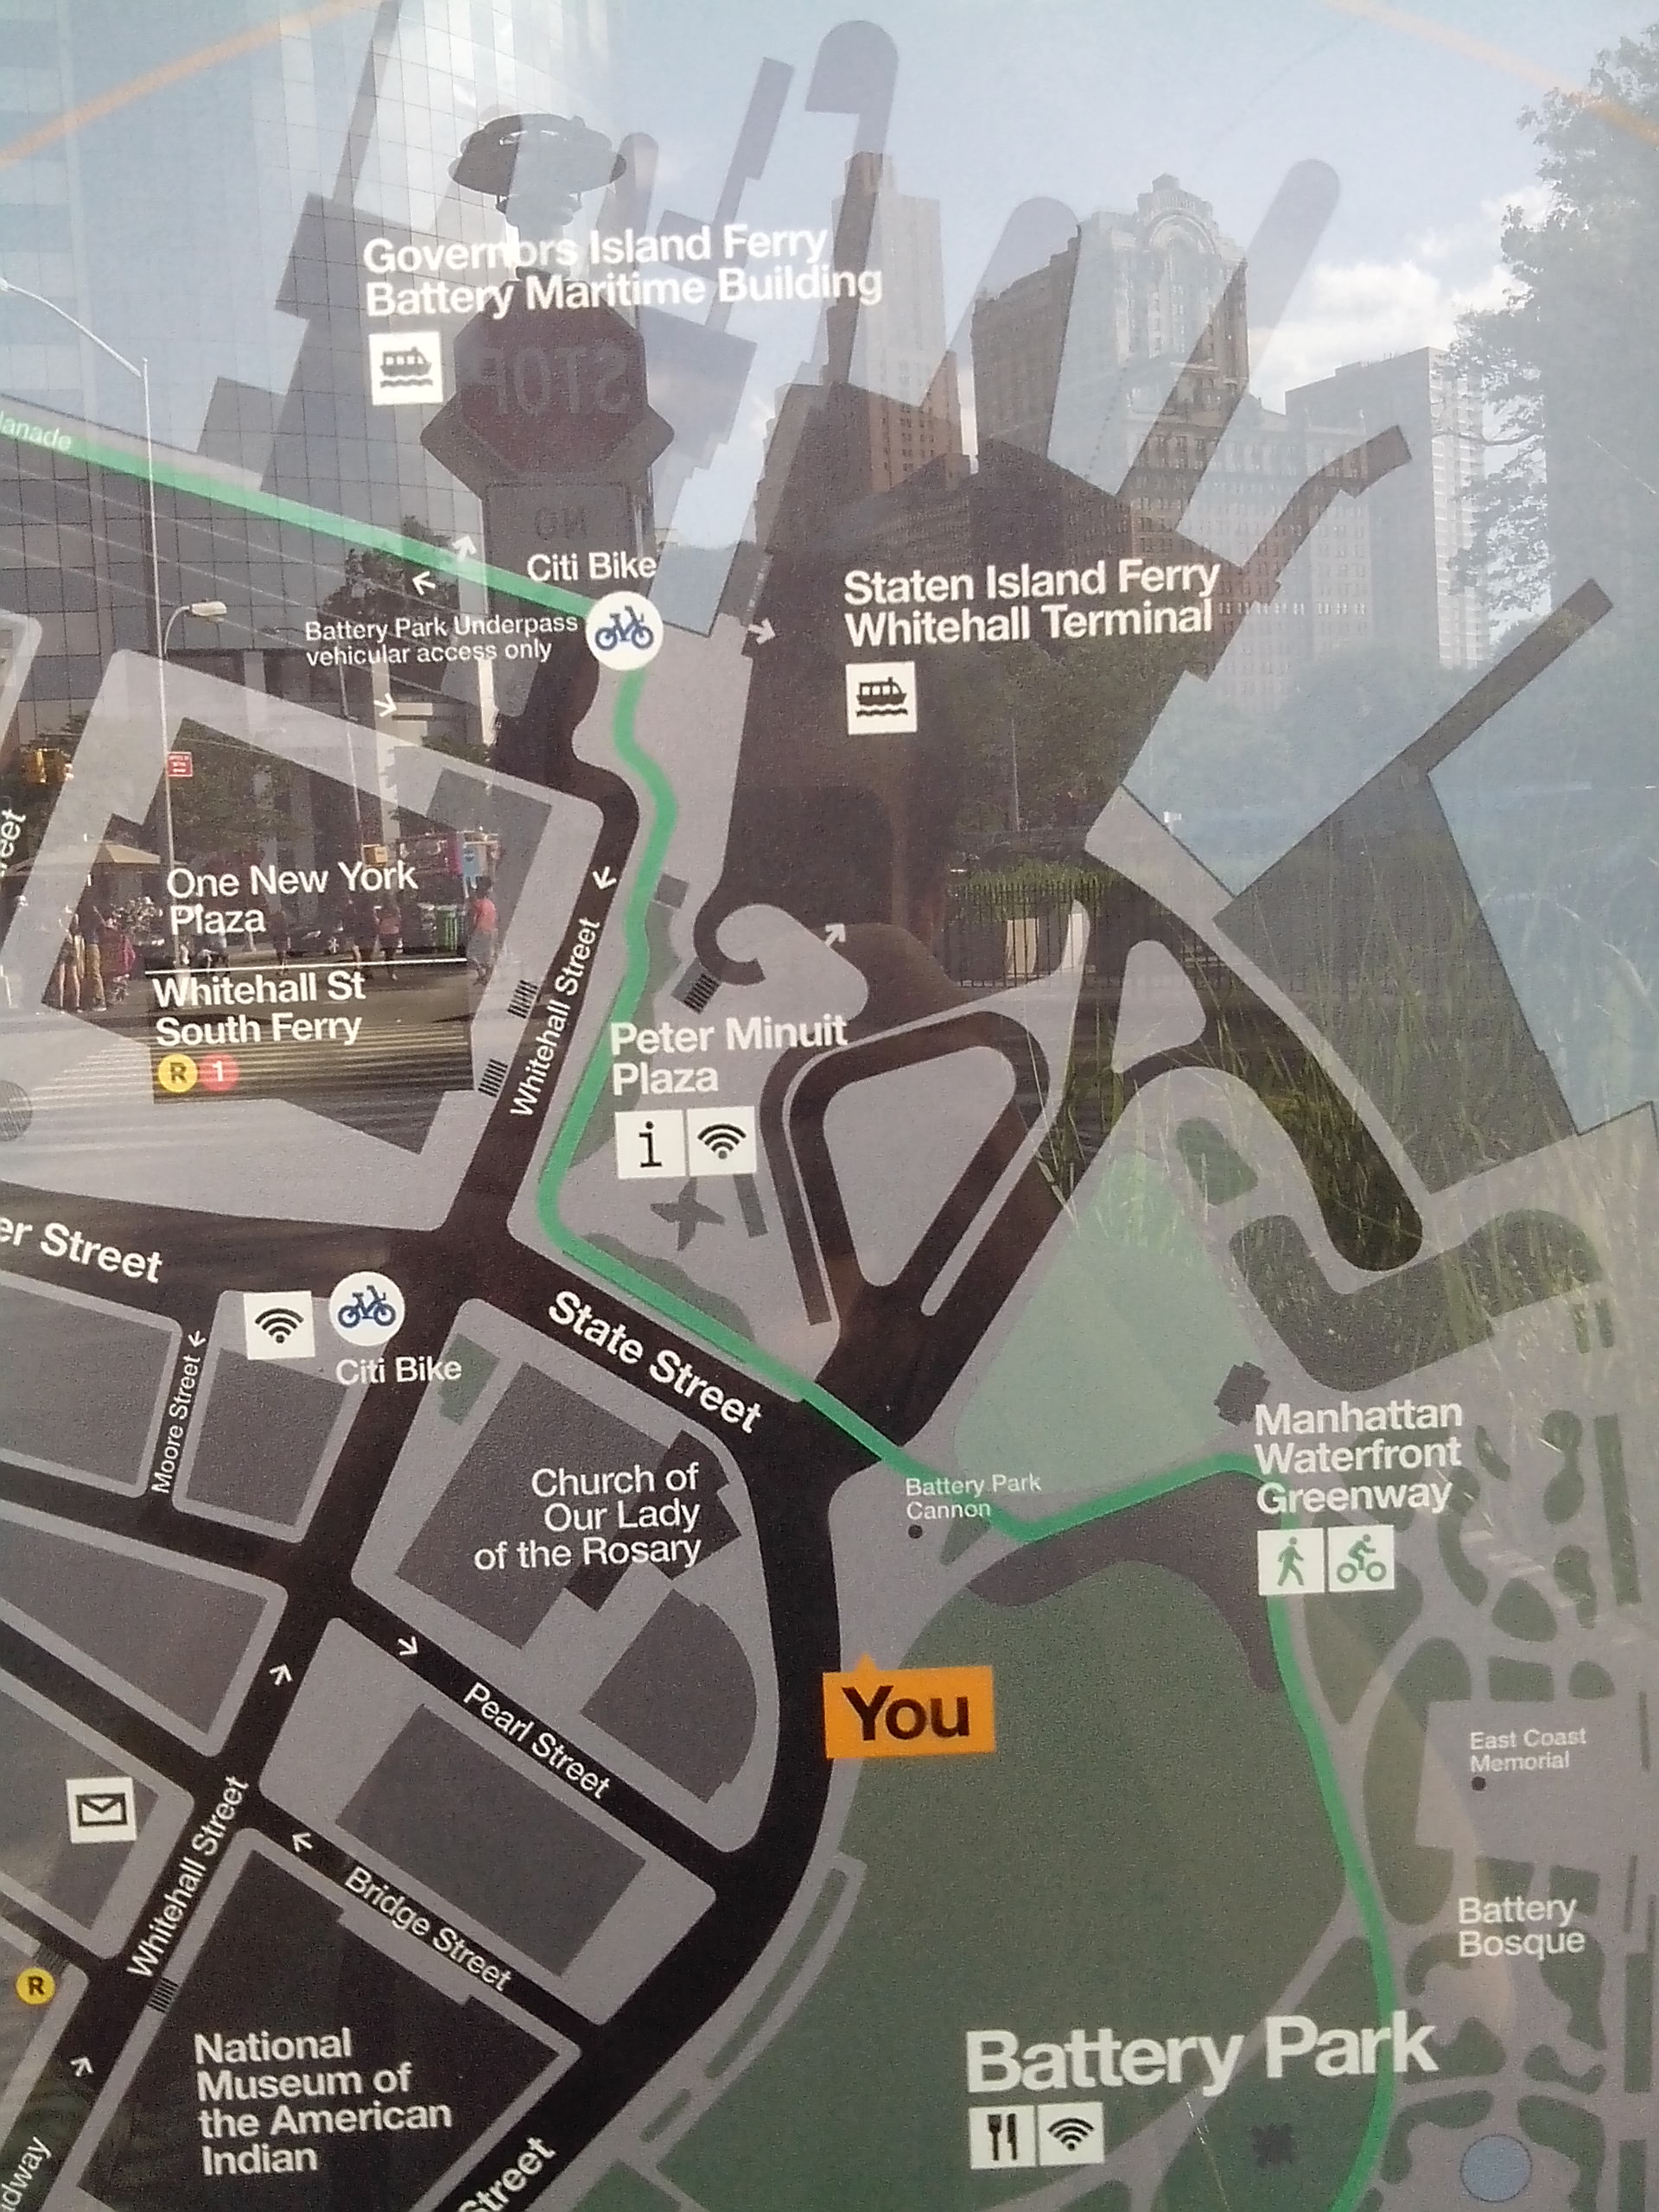 Governors Island Ferry
Battery Maritime Building
STOP
NO
Citi Bike
Battery Park Underpass
vehicular access only
Staten Island Ferry
Whitehall Terminal
One New York
Plaza
Whitehall St
South Ferry
R 1
Whitehall Street
Peter Minuit
Plaza
i
er Street
State Street
Citi Bike
Moore Street
Church of
Our Lady
of the Rosary
Battery Park
Cannon
Manhattan
Waterfront
Greenway
You
Pearl Street
East Coast
Memorial
Whitehall Street
Bridge Street
Battery
Bosque
R
National
Museum of
the American
Indian
Battery Park
Street